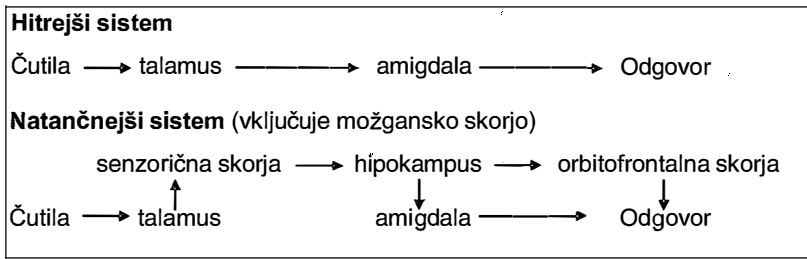 Hitrejši sistem
Čutila talamus amigdala Odgovor
Natančnejši sistem (vključuje možgansko skorjo)
senzorična skorja hipokampus orbitofrontalna skorja
Čutila talamus amigdala Odgovor